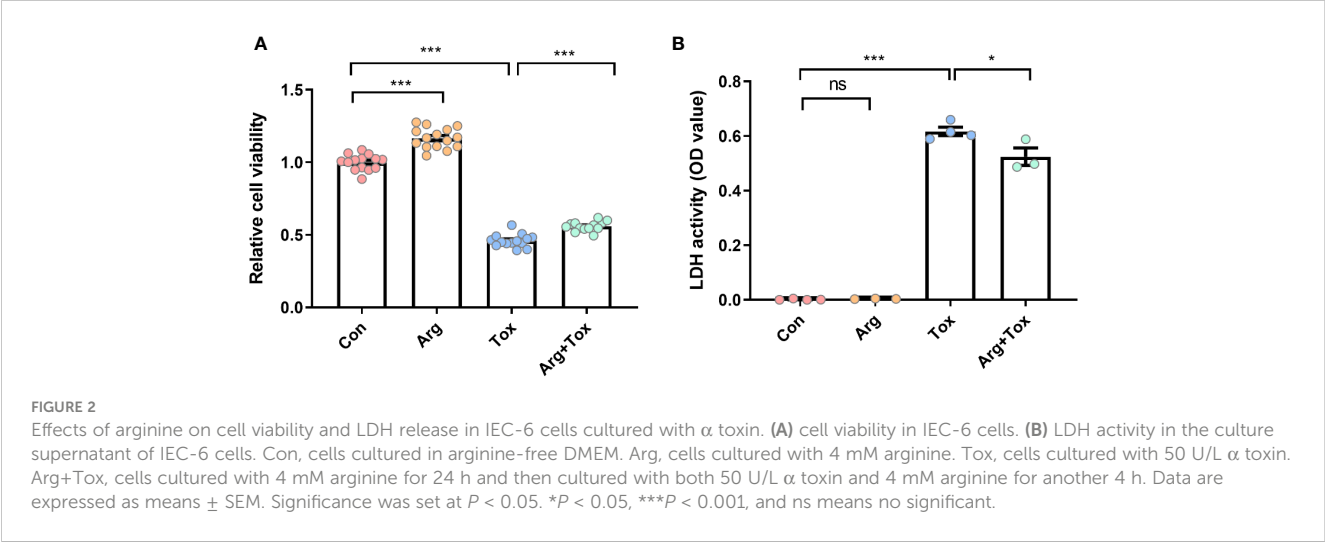 A
***
***
***
Relative cell viability
1.5
1.0
0.5
0.0
Con
Arg
Tox
Arg+Tox
B
***
*
ns
LDH activity (OD value)
0.8
0.6
0.4
0.2
0.0
Con
Arg
Tox
Arg+Tox
FIGURE 2
Effects of arginine on cell viability and LDH release in IEC-6 cells cultured with α toxin. (A) cell viability in IEC-6 cells. (B) LDH activity in the culture
supernatant of IEC-6 cells. Con, cells cultured in arginine-free DMEM. Arg, cells cultured with 4 mM arginine. Tox, cells cultured with 50 U/L α toxin.
Arg+Tox, cells cultured with 4 mM arginine for 24 h and then cultured with both 50 U/L α toxin and 4 mM arginine for another 4 h. Data are
expressed as means ± SEM. Significance was set at P < 0.05. *P < 0.05, ***P < 0.001, and ns means no significant.